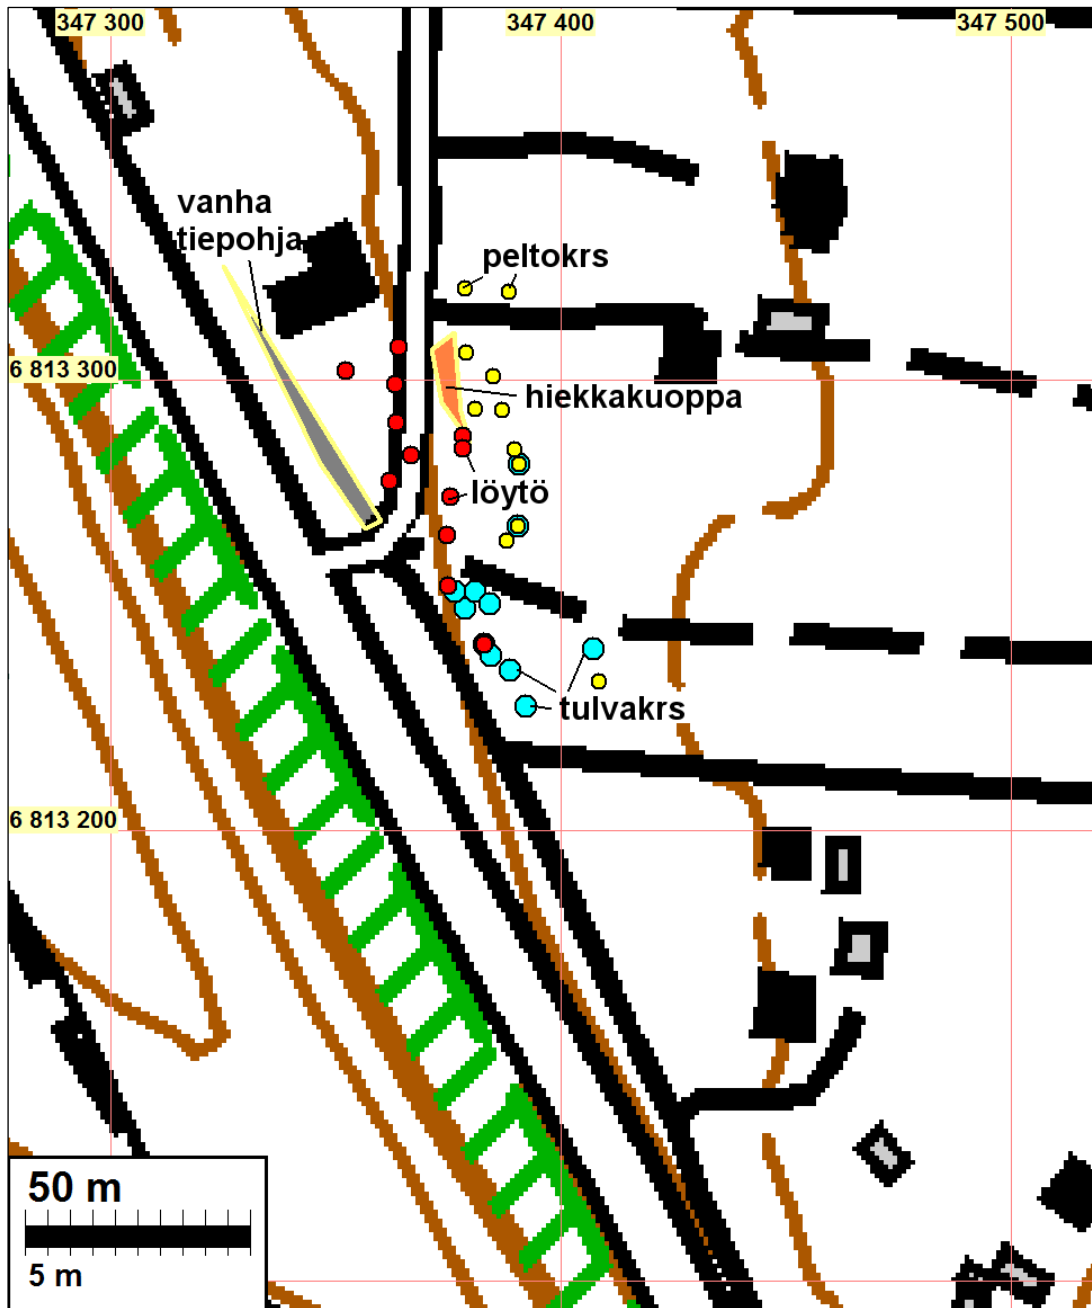 347 300
347 400
347 500
vanha
tiepohja
peltokrs
6 813 300
hiekkakuoppa
löytö
tulvakrs
6 813 200
50 m
5 m